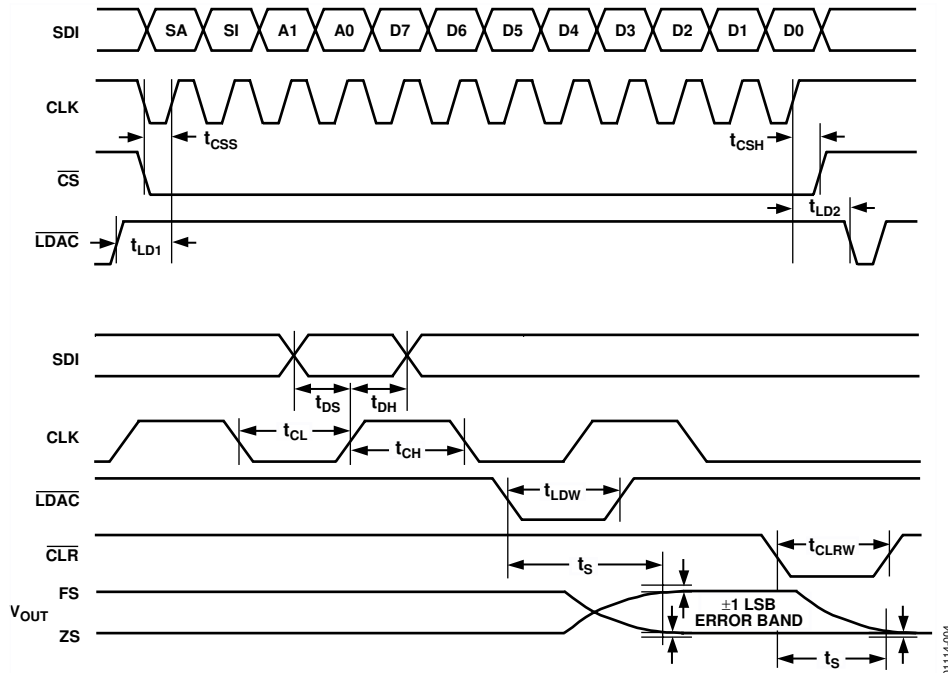 SDI SA SI A1 A0 D7 D6 D5 D4 D3 D2 D1 D0
CLK
tCSS tCSH
CS
tLD2
LDAC tLD1
SDI
tDS tDH
CLK tCL
tCH
LDAC tLDW
CLR tCLRW
tS
FS
±1 LSB
VOUT ERROR BAND
ZS
tS
01114-004